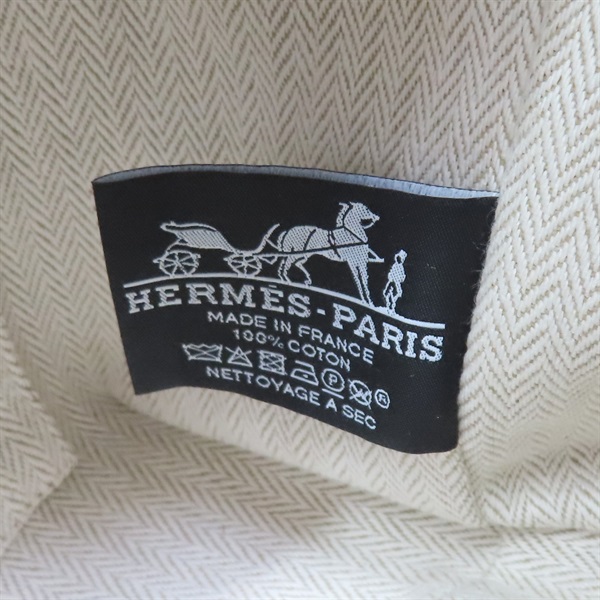 HERMÈS-PARIS
MADE IN FRANCE
100% COTON
P ®
NETTOYAGE A SEC